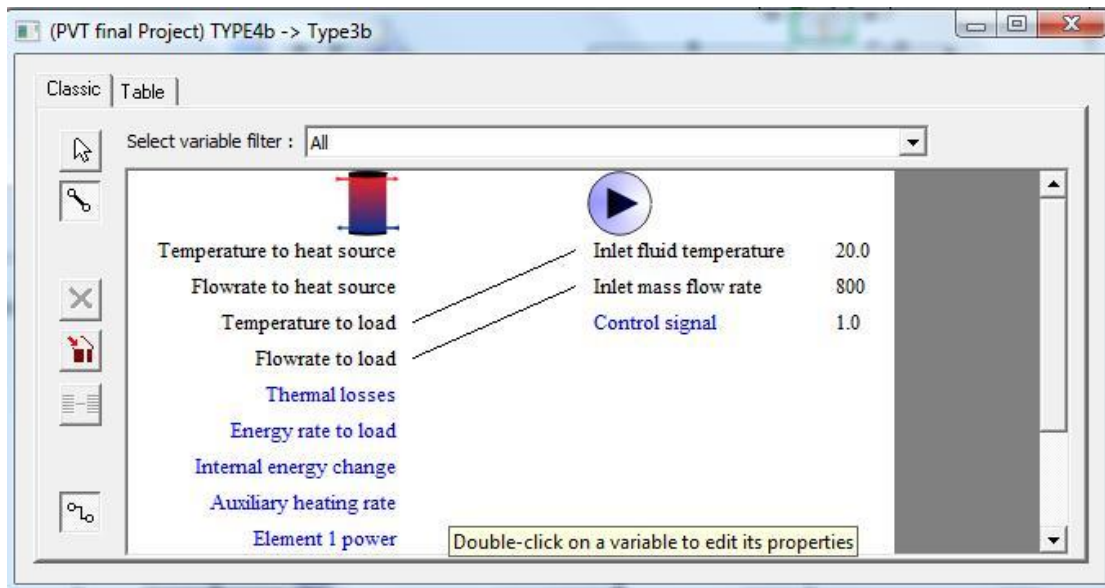 (PVT final Project) TYPE4b -> Type3b
Classic Table
Select variable filter : All
Temperature to heat source Inlet fluid temperature 20.0
Flowrate to heat source Inlet mass flow rate 800
Temperature to load Control signal 1.0
Flowrate to load
Thermal losses
Energy rate to load
Internal energy change
Auxiliary heating rate
Element 1 power
Double-click on a variable to edit its properties